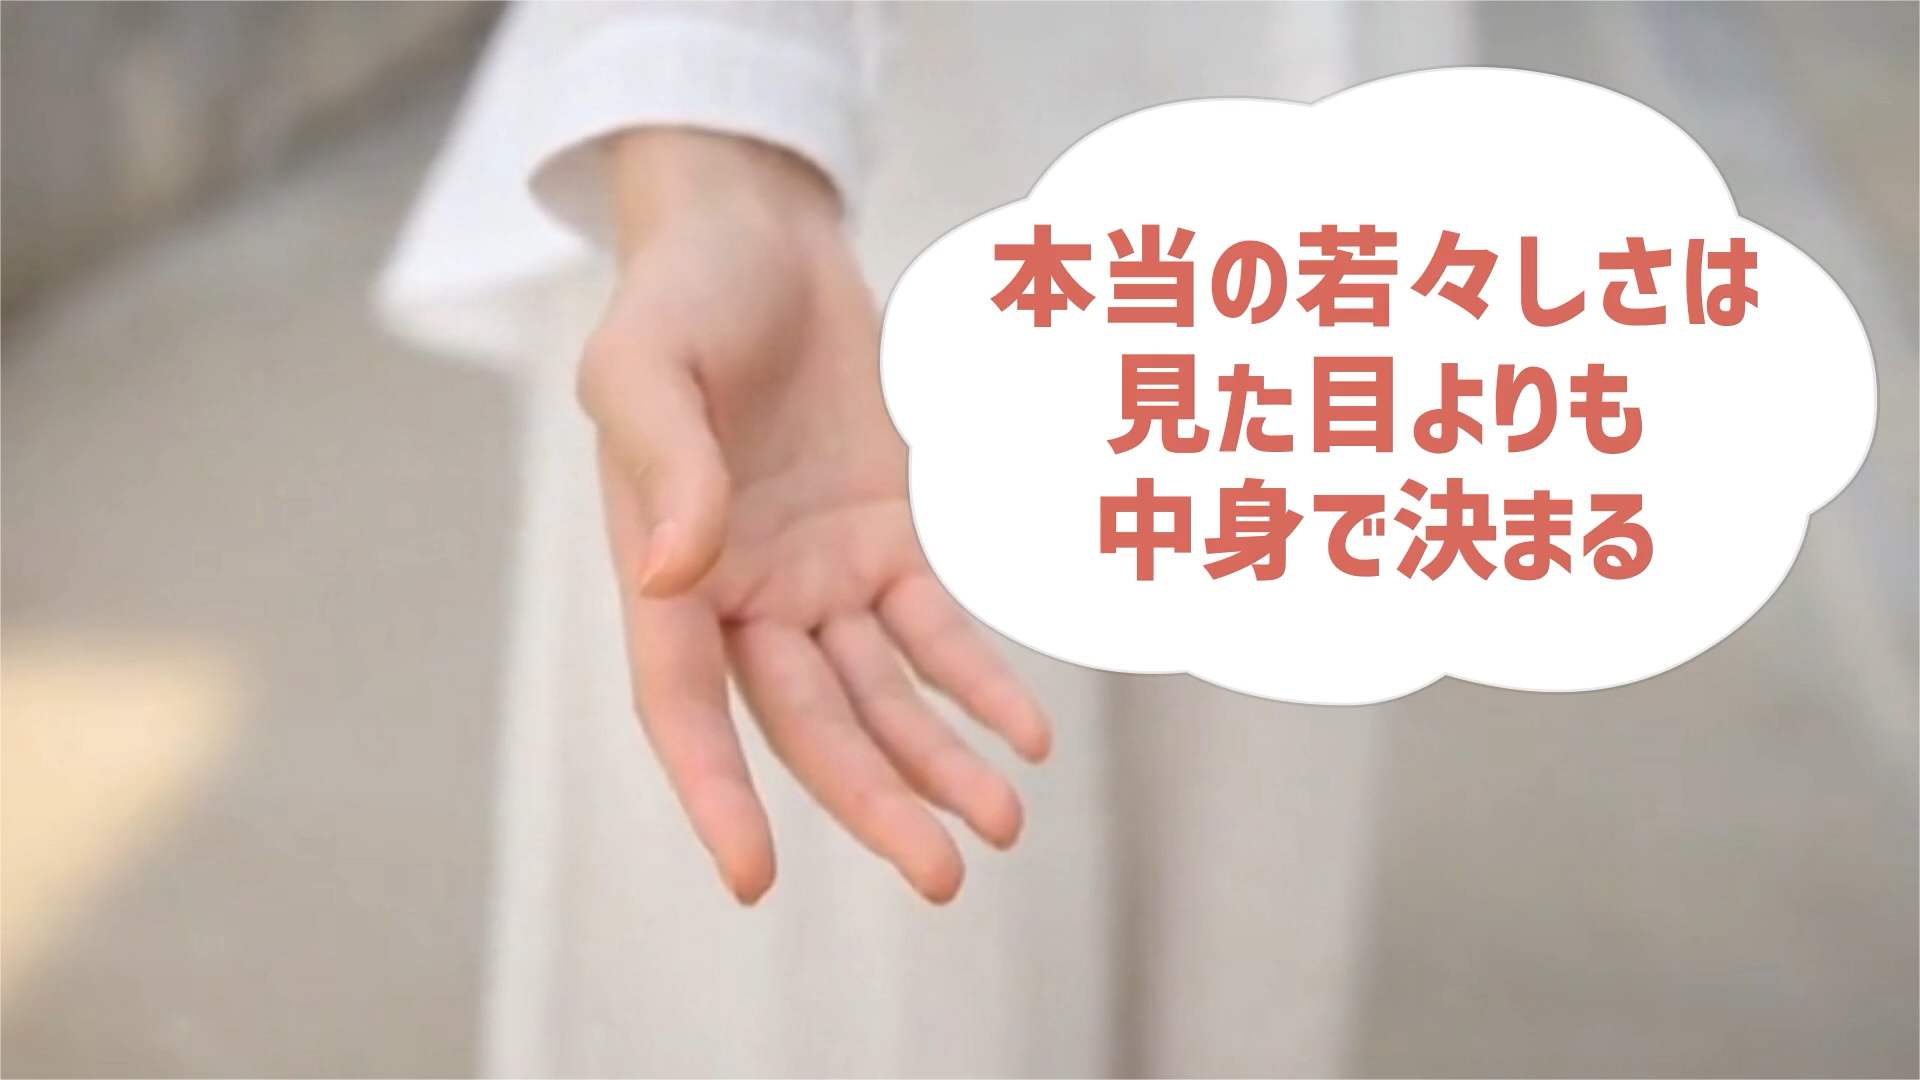 本当の若々しさは
見た目よりも
中身で決まる